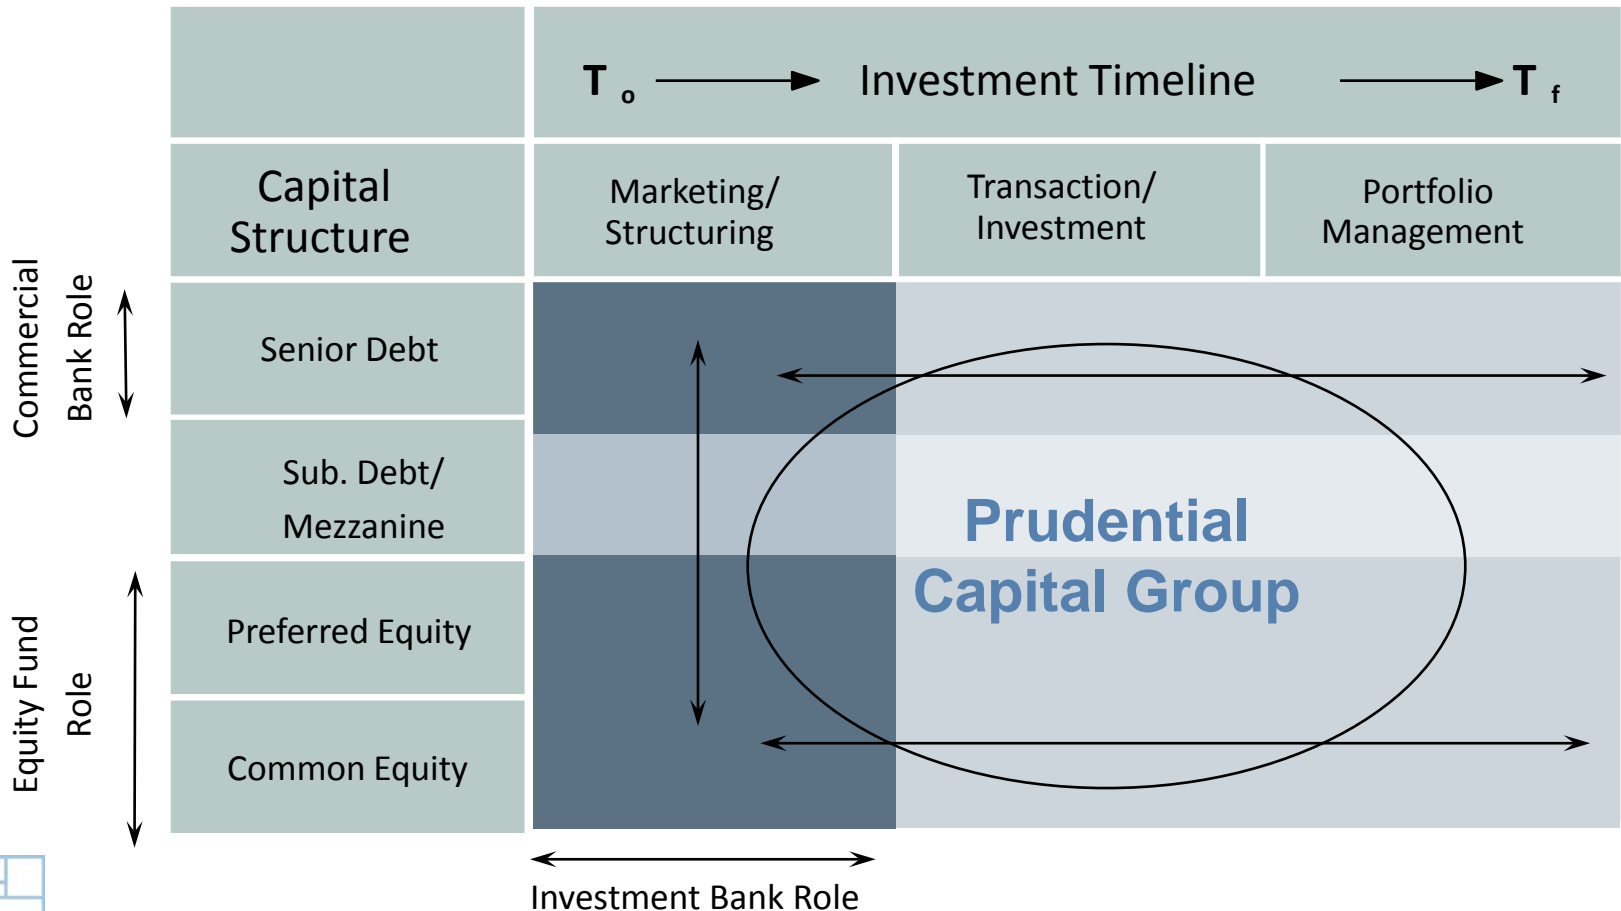 T o Investment Timeline T f
Capital
Structure
Marketing/
Structuring
Transaction/
Investment
Portfolio
Management
Commercial
Bank Role
Senior Debt
Sub. Debt/
Mezzanine
Prudential
Capital Group
Equity Fund
Role
Preferred Equity
Common Equity
Investment Bank Role